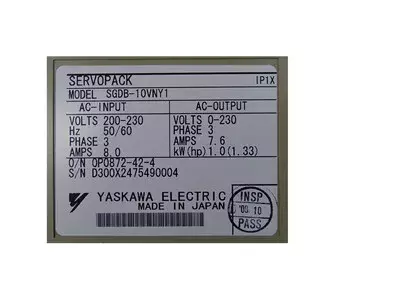 SERVOPACK IP1X
MODEL SGDB-10VNY1
AC-INPUT AC-OUTPUT
VOLTS 200-230 VOLTS 0-230
Hz 50/60 PHASE 3
PHASE 3 AMPS 7.6
AMPS 8.0 kW(hp) 1.0(1.33)
O/N 0P0872-42-4
S/N D300X2475490004
YASKAWA ELECTRIC
MADE IN JAPAN
INSP
PASS